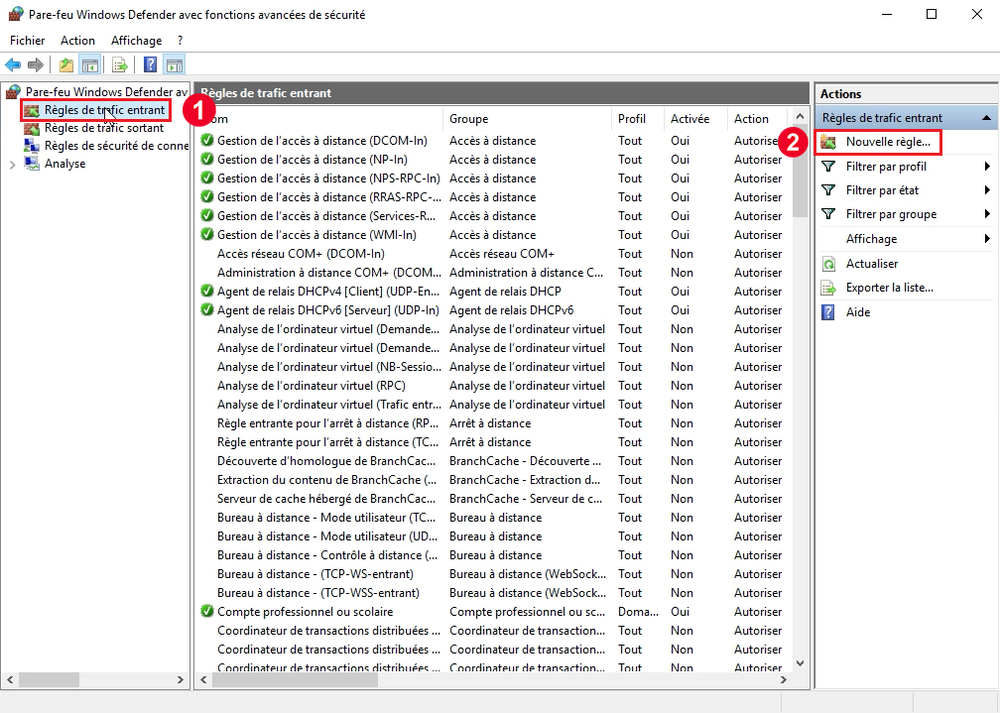 Pare-feu Windows Defender avec fonctions avancées de sécurité
Fichier Action Affichage ?
Pare-feu Windows Defender av
Règles de trafic entrant
Règles de trafic sortant
Règles de sécurité de conne
Analyse
1
Règles de trafic entrant
Nom Groupe Profil Activée Action
Gestion de l'accès à distance (DCOM-In) Accès à distance Tout Oui Autoriser
Gestion de l'accès à distance (NP-In) Accès à distance Tout Oui Autoriser
Gestion de l'accès à distance (NPS-RPC-In) Accès à distance Tout Oui Autoriser
Gestion de l'accès à distance (RRAS-RPC-... Accès à distance Tout Oui Autoriser
Gestion de l'accès à distance (Services-R... Accès à distance Tout Oui Autoriser
Gestion de l'accès à distance (WMI-In) Accès à distance Tout Oui Autoriser
Accès réseau COM+ (DCOM-In) Accès réseau COM+ Tout Non Autoriser
Administration à distance COM+ (DCOM... Administration à distance C... Tout Non Autoriser
Agent de relais DHCPv4 [Client] (UDP-En... Agent de relais DHCP Tout Oui Autoriser
Agent de relais DHCPv6 [Serveur] (UDP-In) Agent de relais DHCPv6 Tout Oui Autoriser
Analyse de l'ordinateur virtuel (Demande... Analyse de l'ordinateur virtuel Tout Non Autoriser
Analyse de l'ordinateur virtuel (Demande... Analyse de l'ordinateur virtuel Tout Non Autoriser
Analyse de l'ordinateur virtuel (NB-Sessio... Analyse de l'ordinateur virtuel Tout Non Autoriser
Analyse de l'ordinateur virtuel (RPC) Analyse de l'ordinateur virtuel Tout Non Autoriser
Analyse de l'ordinateur virtuel (Trafic entr... Analyse de l'ordinateur virtuel Tout Non Autoriser
Règle entrante pour l'arrêt à distance (RP... Arrêt à distance Tout Non Autoriser
Règle entrante pour l'arrêt à distance (TC... Arrêt à distance Tout Non Autoriser
Découverte d'homologue de BranchCac... BranchCache - Découverte ... Tout Non Autoriser
Extraction du contenu de BranchCache (... BranchCache - Extraction d... Tout Non Autoriser
Serveur de cache hébergé de BranchCac... BranchCache - Serveur de c... Tout Non Autoriser
Bureau à distance - Mode utilisateur (TC... Bureau à distance Tout Non Autoriser
Bureau à distance - Mode utilisateur (UD... Bureau à distance Tout Non Autoriser
Bureau à distance - Contrôle à distance (... Bureau à distance Tout Non Autoriser
Bureau à distance - (TCP-WS-entrant) Bureau à distance (WebSock... Tout Non Autoriser
Bureau à distance - (TCP-WSS-entrant) Bureau à distance (WebSock... Tout Non Autoriser
Compte professionnel ou scolaire Compte professionnel ou sc... Doma... Oui Autoriser
Coordinateur de transactions distribuées ... Coordinateur de transaction... Tout Non Autoriser
Coordinateur de transactions distribuées ... Coordinateur de transaction... Tout Non Autoriser
Coordinateur de transactions distribuées ... Coordinateur de transaction... Tout Non Autoriser
Actions
Règles de trafic entrant
2
Nouvelle règle...
Filtrer par profil
Filtrer par état
Filtrer par groupe
Affichage
Actualiser
Exporter la liste...
Aide